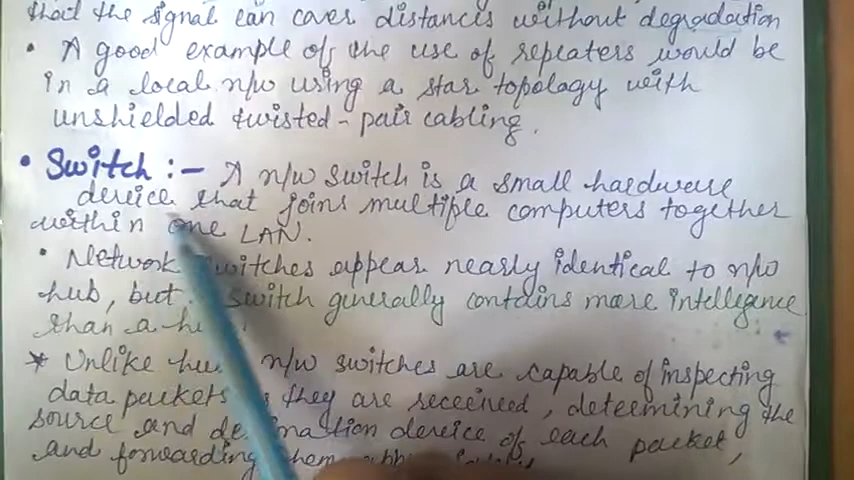 that the signal can cover distances without degradation
• A good example of the use of repeaters would be
in a local n/w using a star topology with
unshielded twisted-pair cabling.
• Switch :- A n/w switch is a small hardware
device that joins multiple computers together
within one LAN.
• Network switches appear nearly identical to n/w
hub, but switch generally contains more intelligence
than a
* Unlike n/w switches are capable of inspecting
data packets they are received, determining the
source and device of each packet,
and forwarding